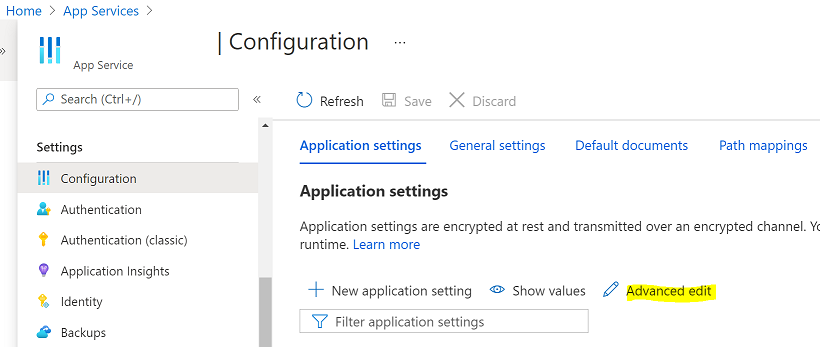 Home > App Services >
»
| Configuration ...
App Service
Search (Ctrl+/)
«
Refresh Save Discard
Settings
Configuration
Authentication
Authentication (classic)
Application Insights
Identity
Backups
Application settings General settings Default documents Path mappings
Application settings
Application settings are encrypted at rest and transmitted over an encrypted channel.
runtime. Learn more
New application setting Show values Advanced edit
Filter application settings